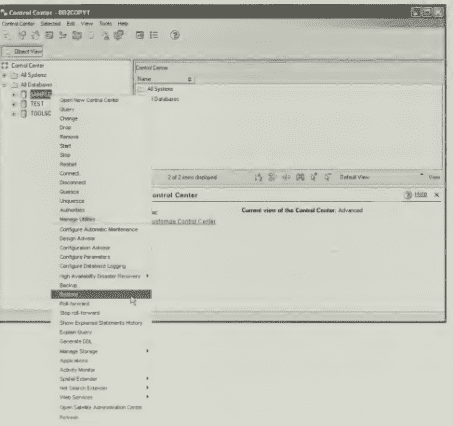 Control Center - DB2COPY1
Control Center Selected Edit View Tools Help
Object View
Control Center
All Systems
All Databases
SAMPLE
TEST
TOOLSC
Control Center
Name
All Systems
Databases
2 of 2 items displayed
Default View
View
Control Center
Help
Current view of the Control Center: Advanced
Customize Control Center
Open New Control Center
Query
Change
Drop
Remove
Start
Stop
Restart
Connect
Disconnect
Quiesce
Unquiesce
Authorities
Manage Utilities
Configure Automatic Maintenance
Design Advisor
Configuration Advisor
Configure Parameters
Configure Database Logging
High Availability Disaster Recovery
Backup
Restore
Roll-forward
Stop roll-forward
Show Explained Statements History
Explain Query
Generate DDL
Manage Storage
Applications
Activity Monitor
Spatial Extender
Net Search Extender
Web Services
Open Satellite Administration Center
Refresh